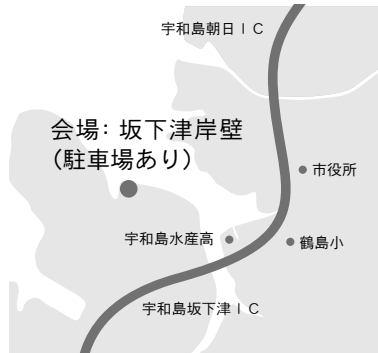 宇和島朝日ＩＣ
会場：坂下津岸壁
（駐車場あり）
市役所
宇和島水産高
鶴島小
宇和島坂下津ＩＣ